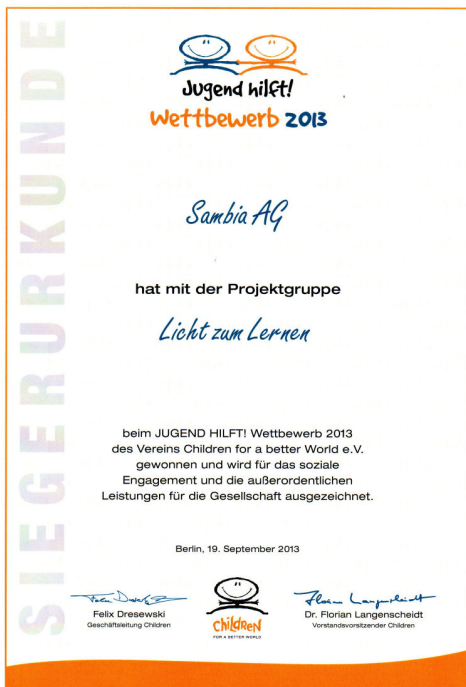 SIEGERURKUNDE
Jugend hilft!
Wettbewerb 2013
Sambia AG
hat mit der Projektgruppe
Licht zum Lernen
beim JUGEND HILFT! Wettbewerb 2013
des Vereins Children for a better World e.V.
gewonnen und wird für das soziale
Engagement und die außerordentlichen
Leistungen für die Gesellschaft ausgezeichnet.
Berlin, 19. September 2013
Felix Dresewski
Geschäftsleitung Children
CHILDREN
FOR A BETTER WORLD
Florian Langenscheidt
Dr. Florian Langenscheidt
Vorstandsvorsitzender Children